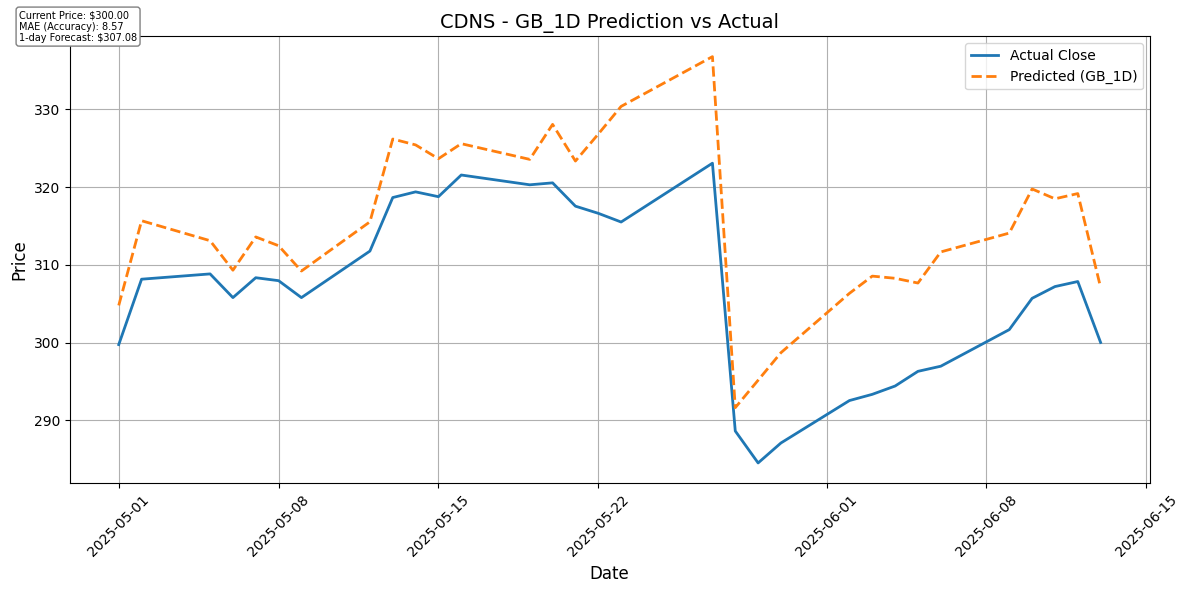 Current Price: $300.00
MAE (Accuracy): 8.57
1-day Forecast: $307.08
CDNS - GB_1D Prediction vs Actual
Actual Close
Predicted (GB_1D)
Price
330
320
310
300
290
2025-05-01
2025-05-08
2025-05-15
2025-05-22
2025-06-01
2025-06-08
2025-06-15
Date